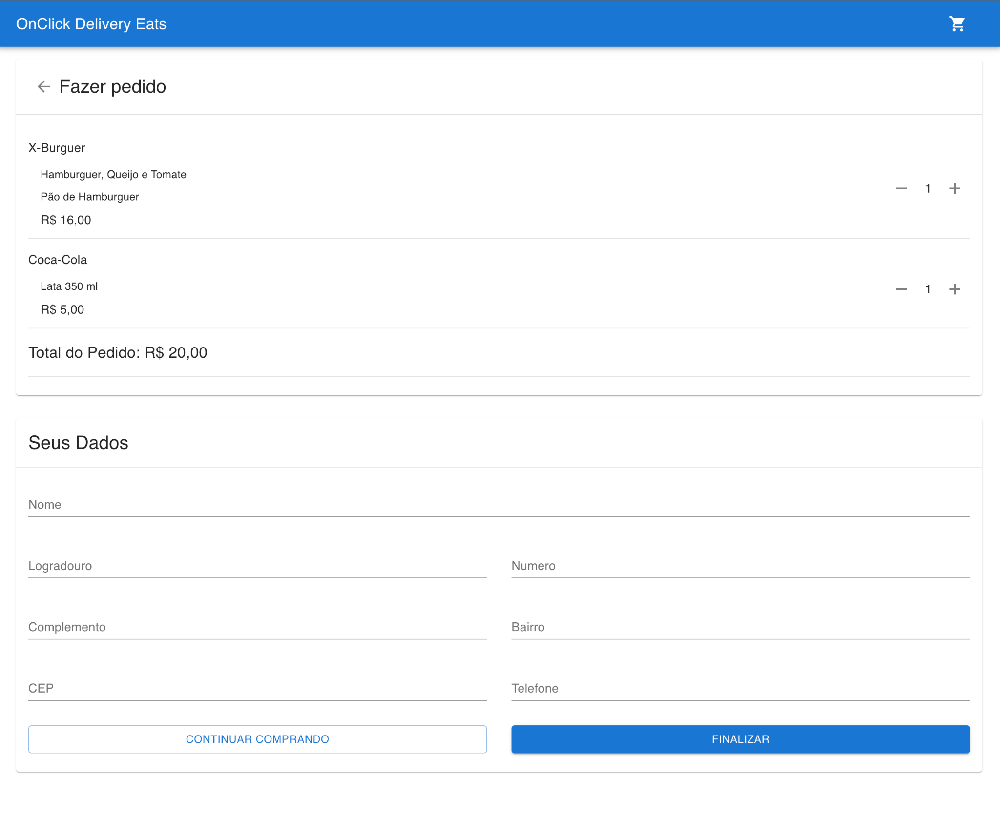 OnClick Delivery Eats
Fazer pedido
X-Burguer
Hamburguer, Queijo e Tomate
Pão de Hamburguer
1
R$ 16,00
Coca-Cola
Lata 350 ml
1
R$ 5,00
Total do Pedido: R$ 20,00
Seus Dados
Nome
Logradouro Numero
Complemento Bairro
CEP Telefone
CONTINUAR COMPRANDO FINALIZAR